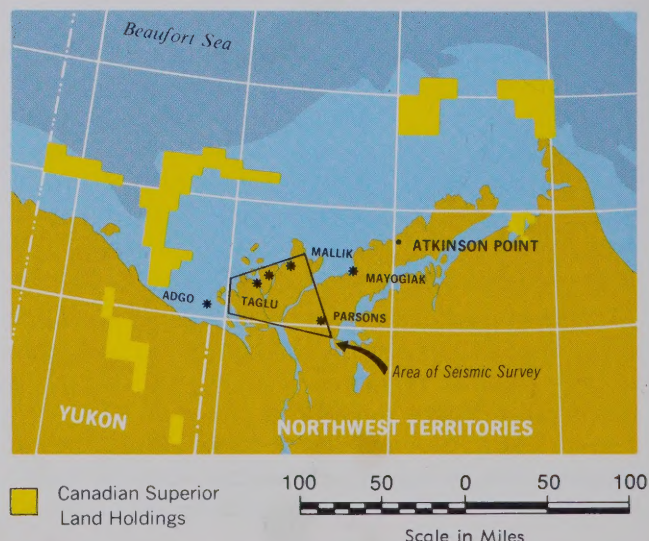 Beaufort Sea
MALLIK
ATKINSON POINT
MAYOGIAK
ADGO
TAGLU
PARSONS
Area of Seismic Survey
YUKON
NORTHWEST TERRITORIES
Canadian Superior
Land Holdings
100 50 0 50 100
Scale in Miles